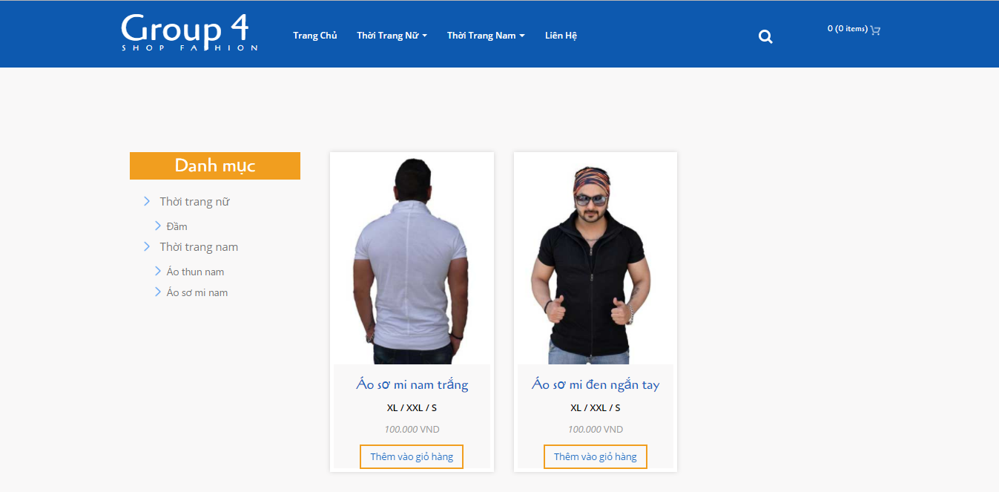 Group 4
SHOP FASHION
Trang Chủ
Thời Trang Nữ
Thời Trang Nam
Liên Hệ
0 (0 items)
Danh mục
Thời trang nữ
Đầm
Thời trang nam
Áo thun nam
Áo sơ mi nam
Áo sơ mi nam trắng
XL / XXL / S
100.000 VND
Thêm vào giỏ hàng
Áo sơ mi đen ngắn tay
XL / XXL / S
100.000 VND
Thêm vào giỏ hàng